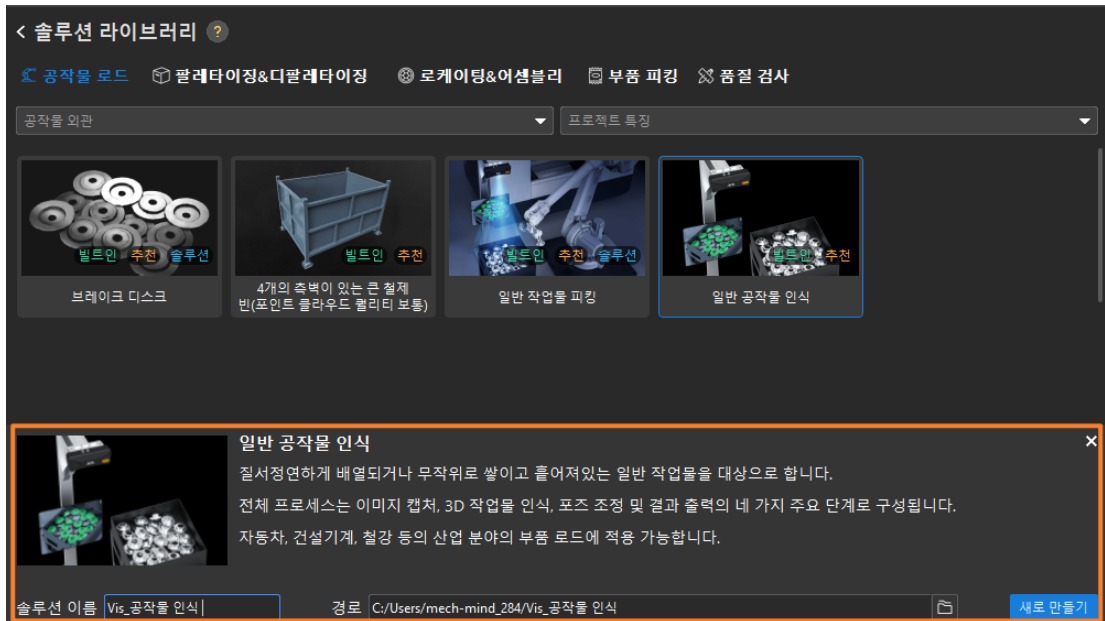 < 솔루션 라이브러리 ?
공작물 로드 팔레타이징&디팔레타이징 로케이팅&어셈블리 부품 피킹 품질 검사
공작물 외관 프로젝트 특징
빌트인 추천 솔루션 빌트인 추천 빌트인 추천 솔루션 빌트인 추천
브레이크 디스크
4개의 측벽이 있는 큰 철제
빈(포인트 클라우드 퀄리티 보통)
일반 작업물 피킹
일반 공작물 인식
일반 공작물 인식
질서정연하게 배열되거나 무작위로 쌓이고 흩어져있는 일반 작업물을 대상으로 합니다.
전체 프로세스는 이미지 캡처, 3D 작업물 인식, 포즈 조정 및 결과 출력의 네 가지 주요 단계로 구성됩니다.
자동차, 건설기계, 철강 등의 산업 분야의 부품 로드에 적용 가능합니다.
솔루션 이름 Vis_공작물 인식 경로 C:/Users/mech-mind_284/Vis_공작물 인식 새로 만들기